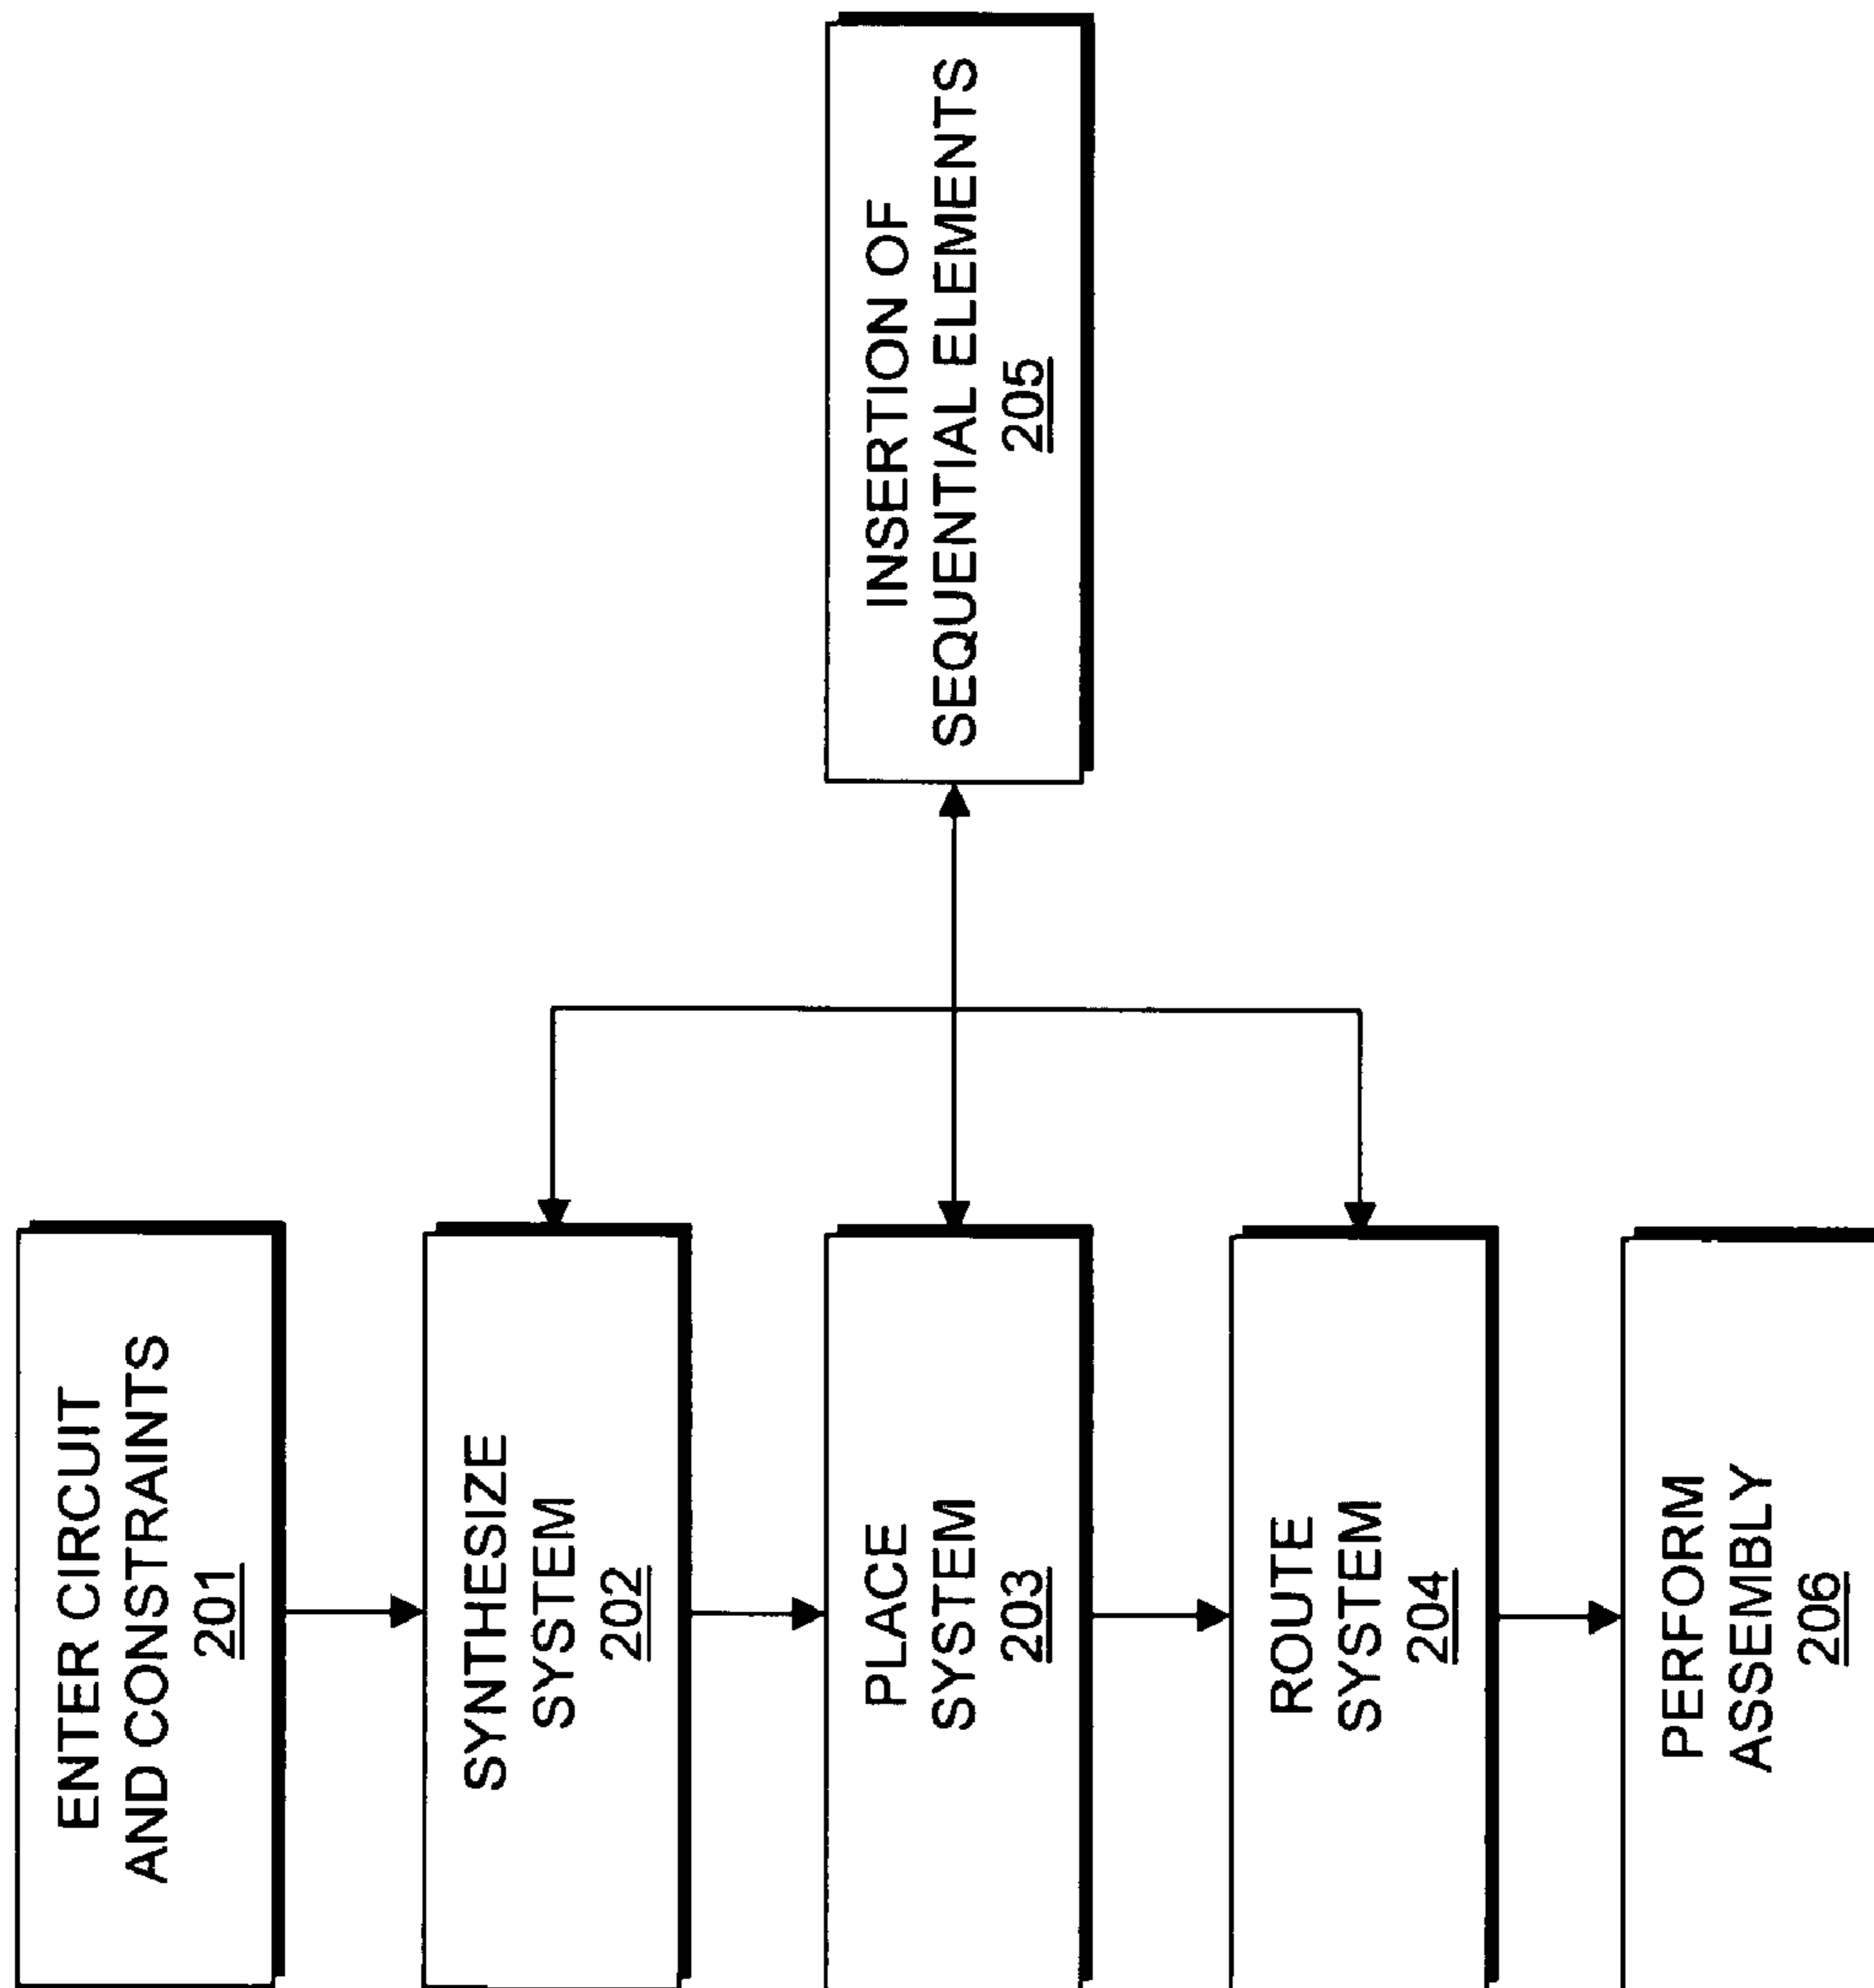 ENTER CIRCUIT
AND CONSTRAINTS
201
SYNTHESIZE
SYSTEM
202
PLACE
SYSTEM
203
INSERTION OF
SEQUENTIAL ELEMENTS
205
ROUTE
SYSTEM
204
PERFORM
ASSEMBLY
206